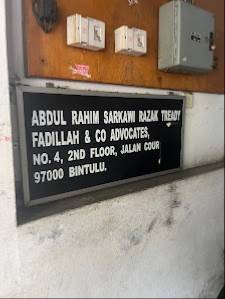 ABDUL RAHIM SARKAWI RAZAK TREADY
FADILLAH & CO ADVOCATES,
NO. 4, 2ND FLOOR, JALAN COUR
97000 BINTULU.